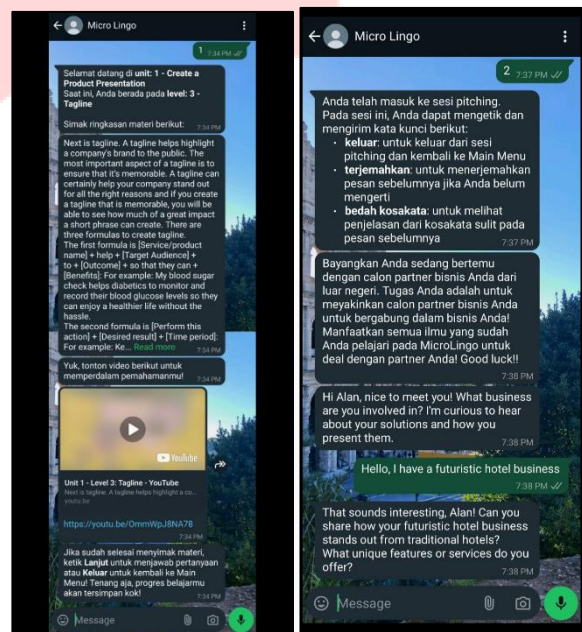 Micro Lingo
1 7:34 PM
Selamat datang di unit: 1 - Create a
Product Presentation
Saat ini, Anda berada pada level: 3 -
Tagline
Simak ringkasan materi berikut:
7:34 PM
Next is tagline. A tagline helps highlight
a company's brand to the public. The
most important aspect of a tagline is to
ensure that it's memorable. A tagline can
certainly help your company stand out
for all the right reasons and if you create
a tagline that is memorable, you will be
able to see how much of a great impact
a short phrase can create. There are
three formulas to create tagline.
The first formula is [Service/product
name] + help + [Target Audience] +
to + [Outcome] + so that they can +
[Benefits]: For example: My blood sugar
check helps diabetics to monitor and
record their blood glucose levels so they
can enjoy a healthier life without the
hassle.
The second formula is [Perform this
action] + [Desired result] + [Time period]:
For example: Ke... Read more 7:34 PM
Yuk, tonton video berikut untuk
memperdalam pemahamanmu!
7:34 PM
YouTube
Unit 1 - Level 3: Tagline - YouTube
Next is tagline. A tagline helps highlight a co...
youtu.be
https://youtu.be/OmmWpJ8NA78
7:34 PM
Jika sudah selesai menyimak materi,
ketik Lanjut untuk menjawab pertanyaan
atau Keluar untuk kembali ke Main
Menu! Tenang aja, progres belajarmu
akan tersimpan kok!
7:34 PM
Message
Micro Lingo
2 7:37 PM
Anda telah masuk ke sesi pitching.
Pada sesi ini, Anda dapat mengetik dan
mengirim kata kunci berikut:
• keluar: untuk keluar dari sesi
pitching dan kembali ke Main Menu
• terjemahkan: untuk menerjemahkan
pesan sebelumnya jika Anda belum
mengerti
• bedah kosakata: untuk melihat
penjelasan dari kosakata sulit pada
pesan sebelumnya
7:37 PM
Bayangkan Anda sedang bertemu
dengan calon partner bisnis Anda dari
luar negeri. Tugas Anda adalah untuk
meyakinkan calon partner bisnis Anda
untuk bergabung dalam bisnis Anda!
Manfaatkan semua ilmu yang sudah
Anda pelajari pada MicroLingo untuk
deal dengan partner Anda! Good luck!!
7:38 PM
Hi Alan, nice to meet you! What business
are you involved in? I'm curious to hear
about your solutions and how you
present them.
7:38 PM
Hello, I have a futuristic hotel business
7:38 PM
That sounds interesting, Alan! Can you
share how your futuristic hotel business
stands out from traditional hotels?
What unique features or services do you
offer?
7:38 PM
Message